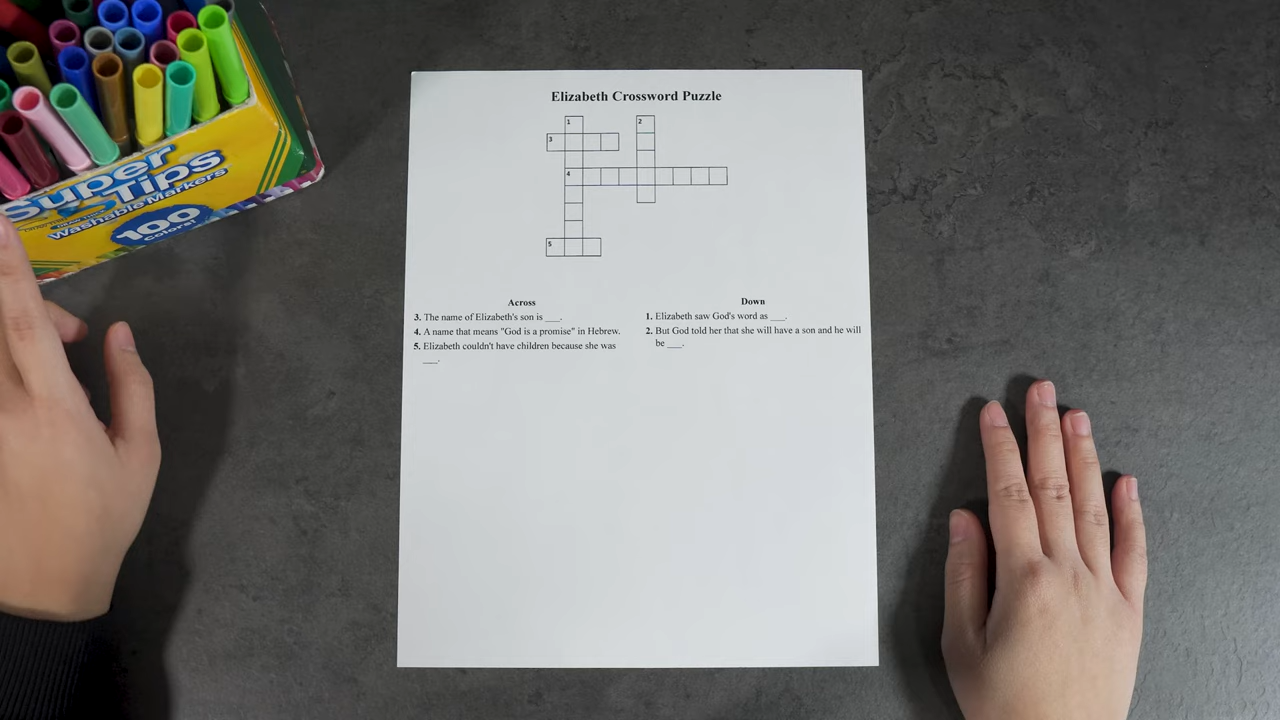 Super
Tips
Washable Markers
100
Colors!
Elizabeth Crossword Puzzle
1
2
3
4
5
Across
3. The name of Elizabeth's son is ___.
4. A name that means "God is a promise" in Hebrew.
5. Elizabeth couldn't have children because she was
___.
Down
1. Elizabeth saw God's word as ___.
2. But God told her that she will have a son and he will
be ___.